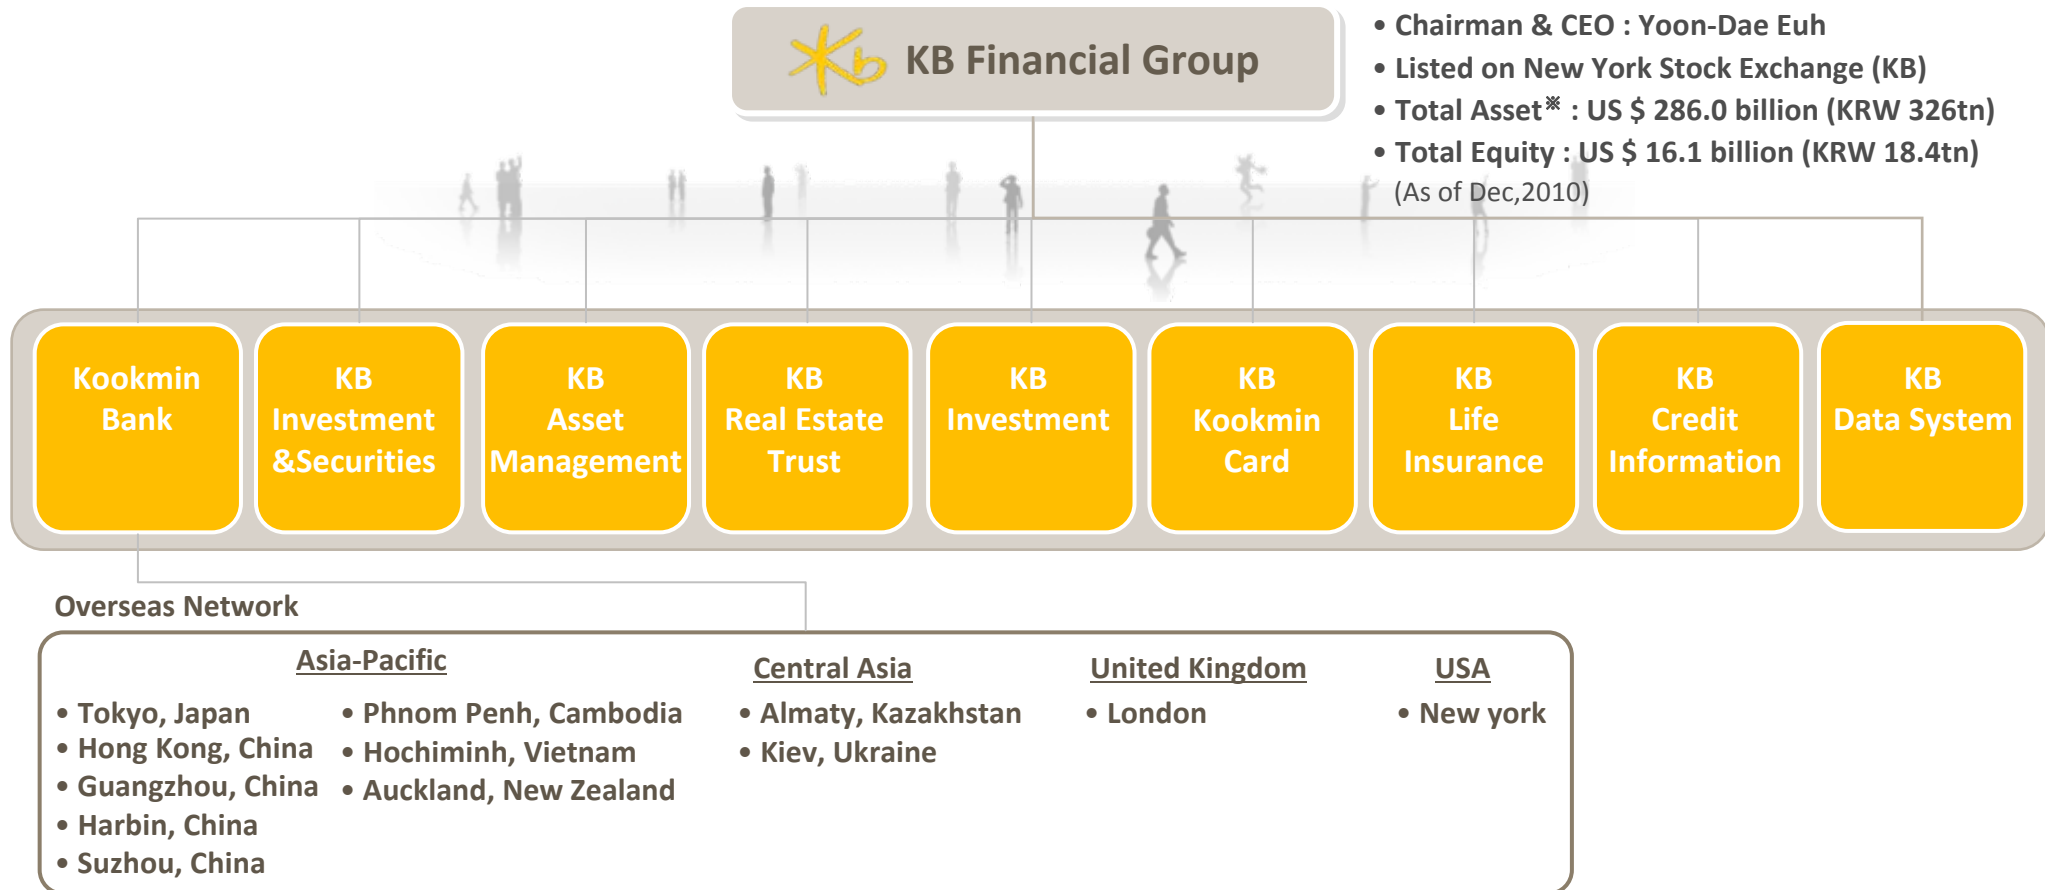 Kb KB Financial Group
• Chairman & CEO : Yoon-Dae Euh
• Listed on New York Stock Exchange (KB)
• Total Asset※ : US $ 286.0 billion (KRW 326tn)
• Total Equity : US $ 16.1 billion (KRW 18.4tn)
(As of Dec,2010)
Kookmin
Bank
KB
Investment
&Securities
KB
Asset
Management
KB
Real Estate
Trust
KB
Investment
KB
Kookmin
Card
KB
Life
Insurance
KB
Credit
Information
KB
Data System
Overseas Network
Asia-Pacific
• Tokyo, Japan
• Hong Kong, China
• Guangzhou, China
• Harbin, China
• Suzhou, China
• Phnom Penh, Cambodia
• Hochiminh, Vietnam
• Auckland, New Zealand
Central Asia
• Almaty, Kazakhstan
• Kiev, Ukraine
United Kingdom
• London
USA
• New york